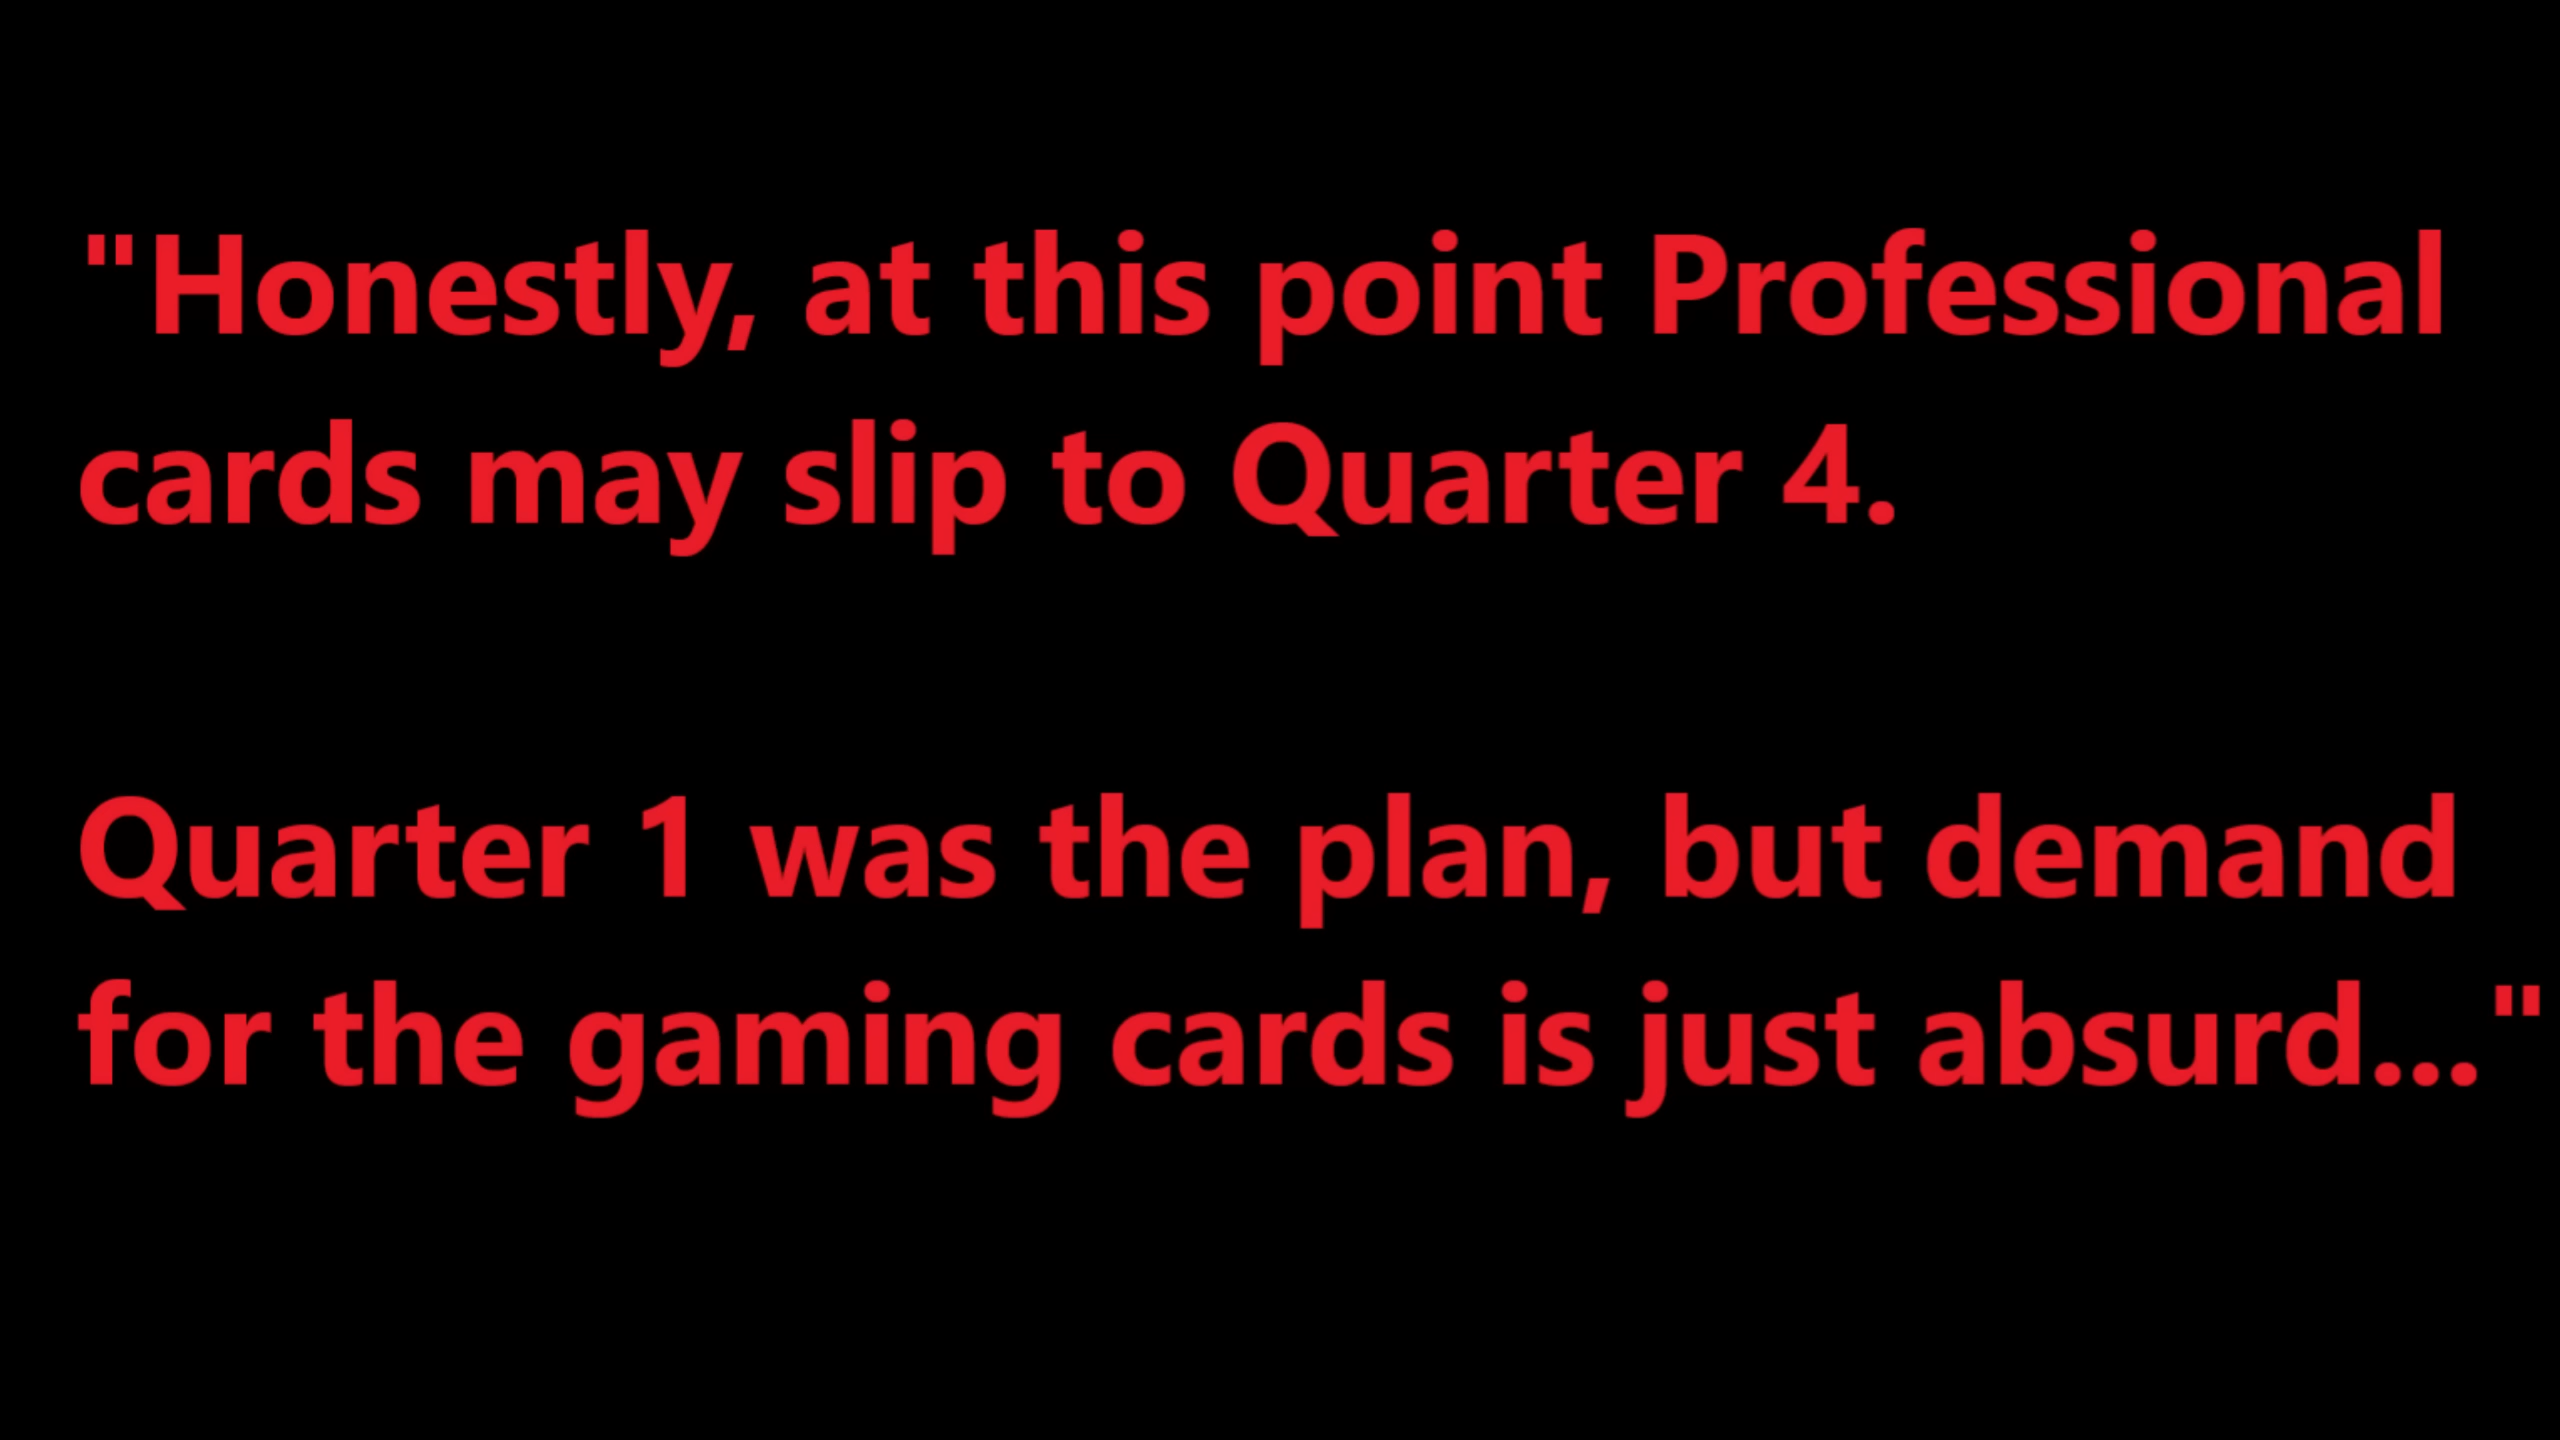 "Honestly, at this point Professional
cards may slip to Quarter 4.
Quarter 1 was the plan, but demand
for the gaming cards is just absurd..."